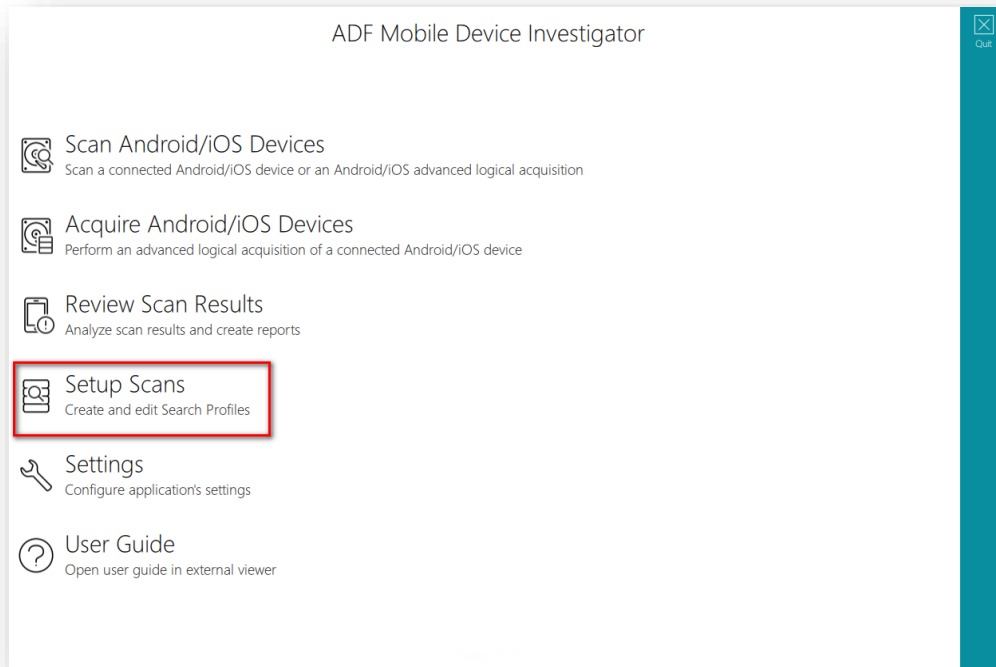 ADF Mobile Device Investigator
Quit
Scan Android/iOS Devices
Scan a connected Android/iOS device or an Android/iOS advanced logical acquisition
Acquire Android/iOS Devices
Perform an advanced logical acquisition of a connected Android/iOS device
Review Scan Results
Analyze scan results and create reports
Setup Scans
Create and edit Search Profiles
Settings
Configure application's settings
User Guide
Open user guide in external viewer